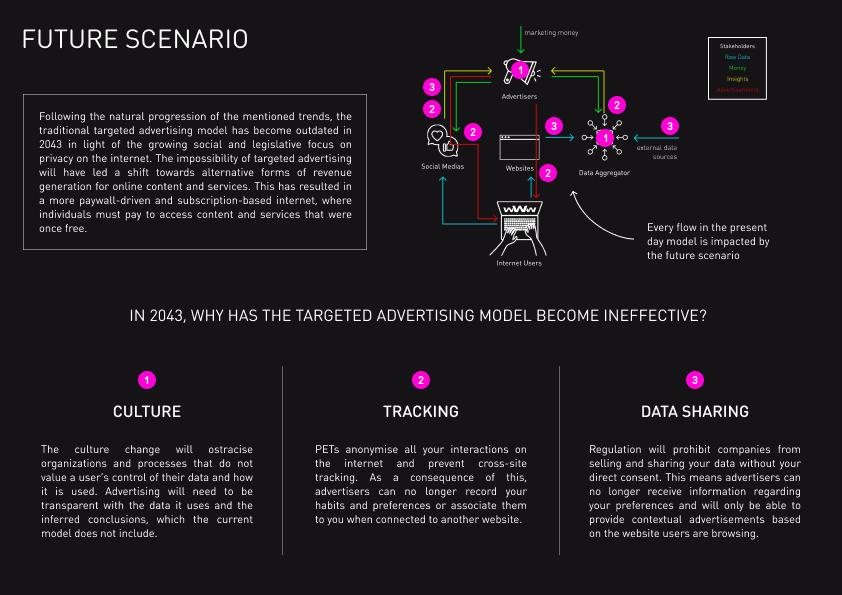 FUTURE SCENARIO
Following the natural progression of the mentioned trends, the
traditional targeted advertising model has become outdated in
2043 in light of the growing social and legislative focus on
privacy on the internet. The impossibility of targeted advertising
will have led a shift towards alternative forms of revenue
generation for online content and services. This has resulted in
a more paywall-driven and subscription-based internet, where
individuals must pay to access content and services that were
once free.
marketing money
1
Advertisers
3
2
2
Social Medias
Websites
3
2
2
1
Data Aggregator
3
external data
sources
Internet Users
Stakeholders
Raw Data
Money
Insights
Advertisements
Every flow in the present
day model is impacted by
the future scenario
IN 2043, WHY HAS THE TARGETED ADVERTISING MODEL BECOME INEFFECTIVE?
1
CULTURE
The culture change will ostracise
organizations and processes that do not
value a user's control of their data and how
it is used. Advertising will need to be
transparent with the data it uses and the
inferred conclusions, which the current
model does not include.
2
TRACKING
PETs anonymise all your interactions on
the internet and prevent cross-site
tracking. As a consequence of this,
advertisers can no longer record your
habits and preferences or associate them
to you when connected to another website.
3
DATA SHARING
Regulation will prohibit companies from
selling and sharing your data without your
direct consent. This means advertisers can
no longer receive information regarding
your preferences and will only be able to
provide contextual advertisements based
on the website users are browsing.